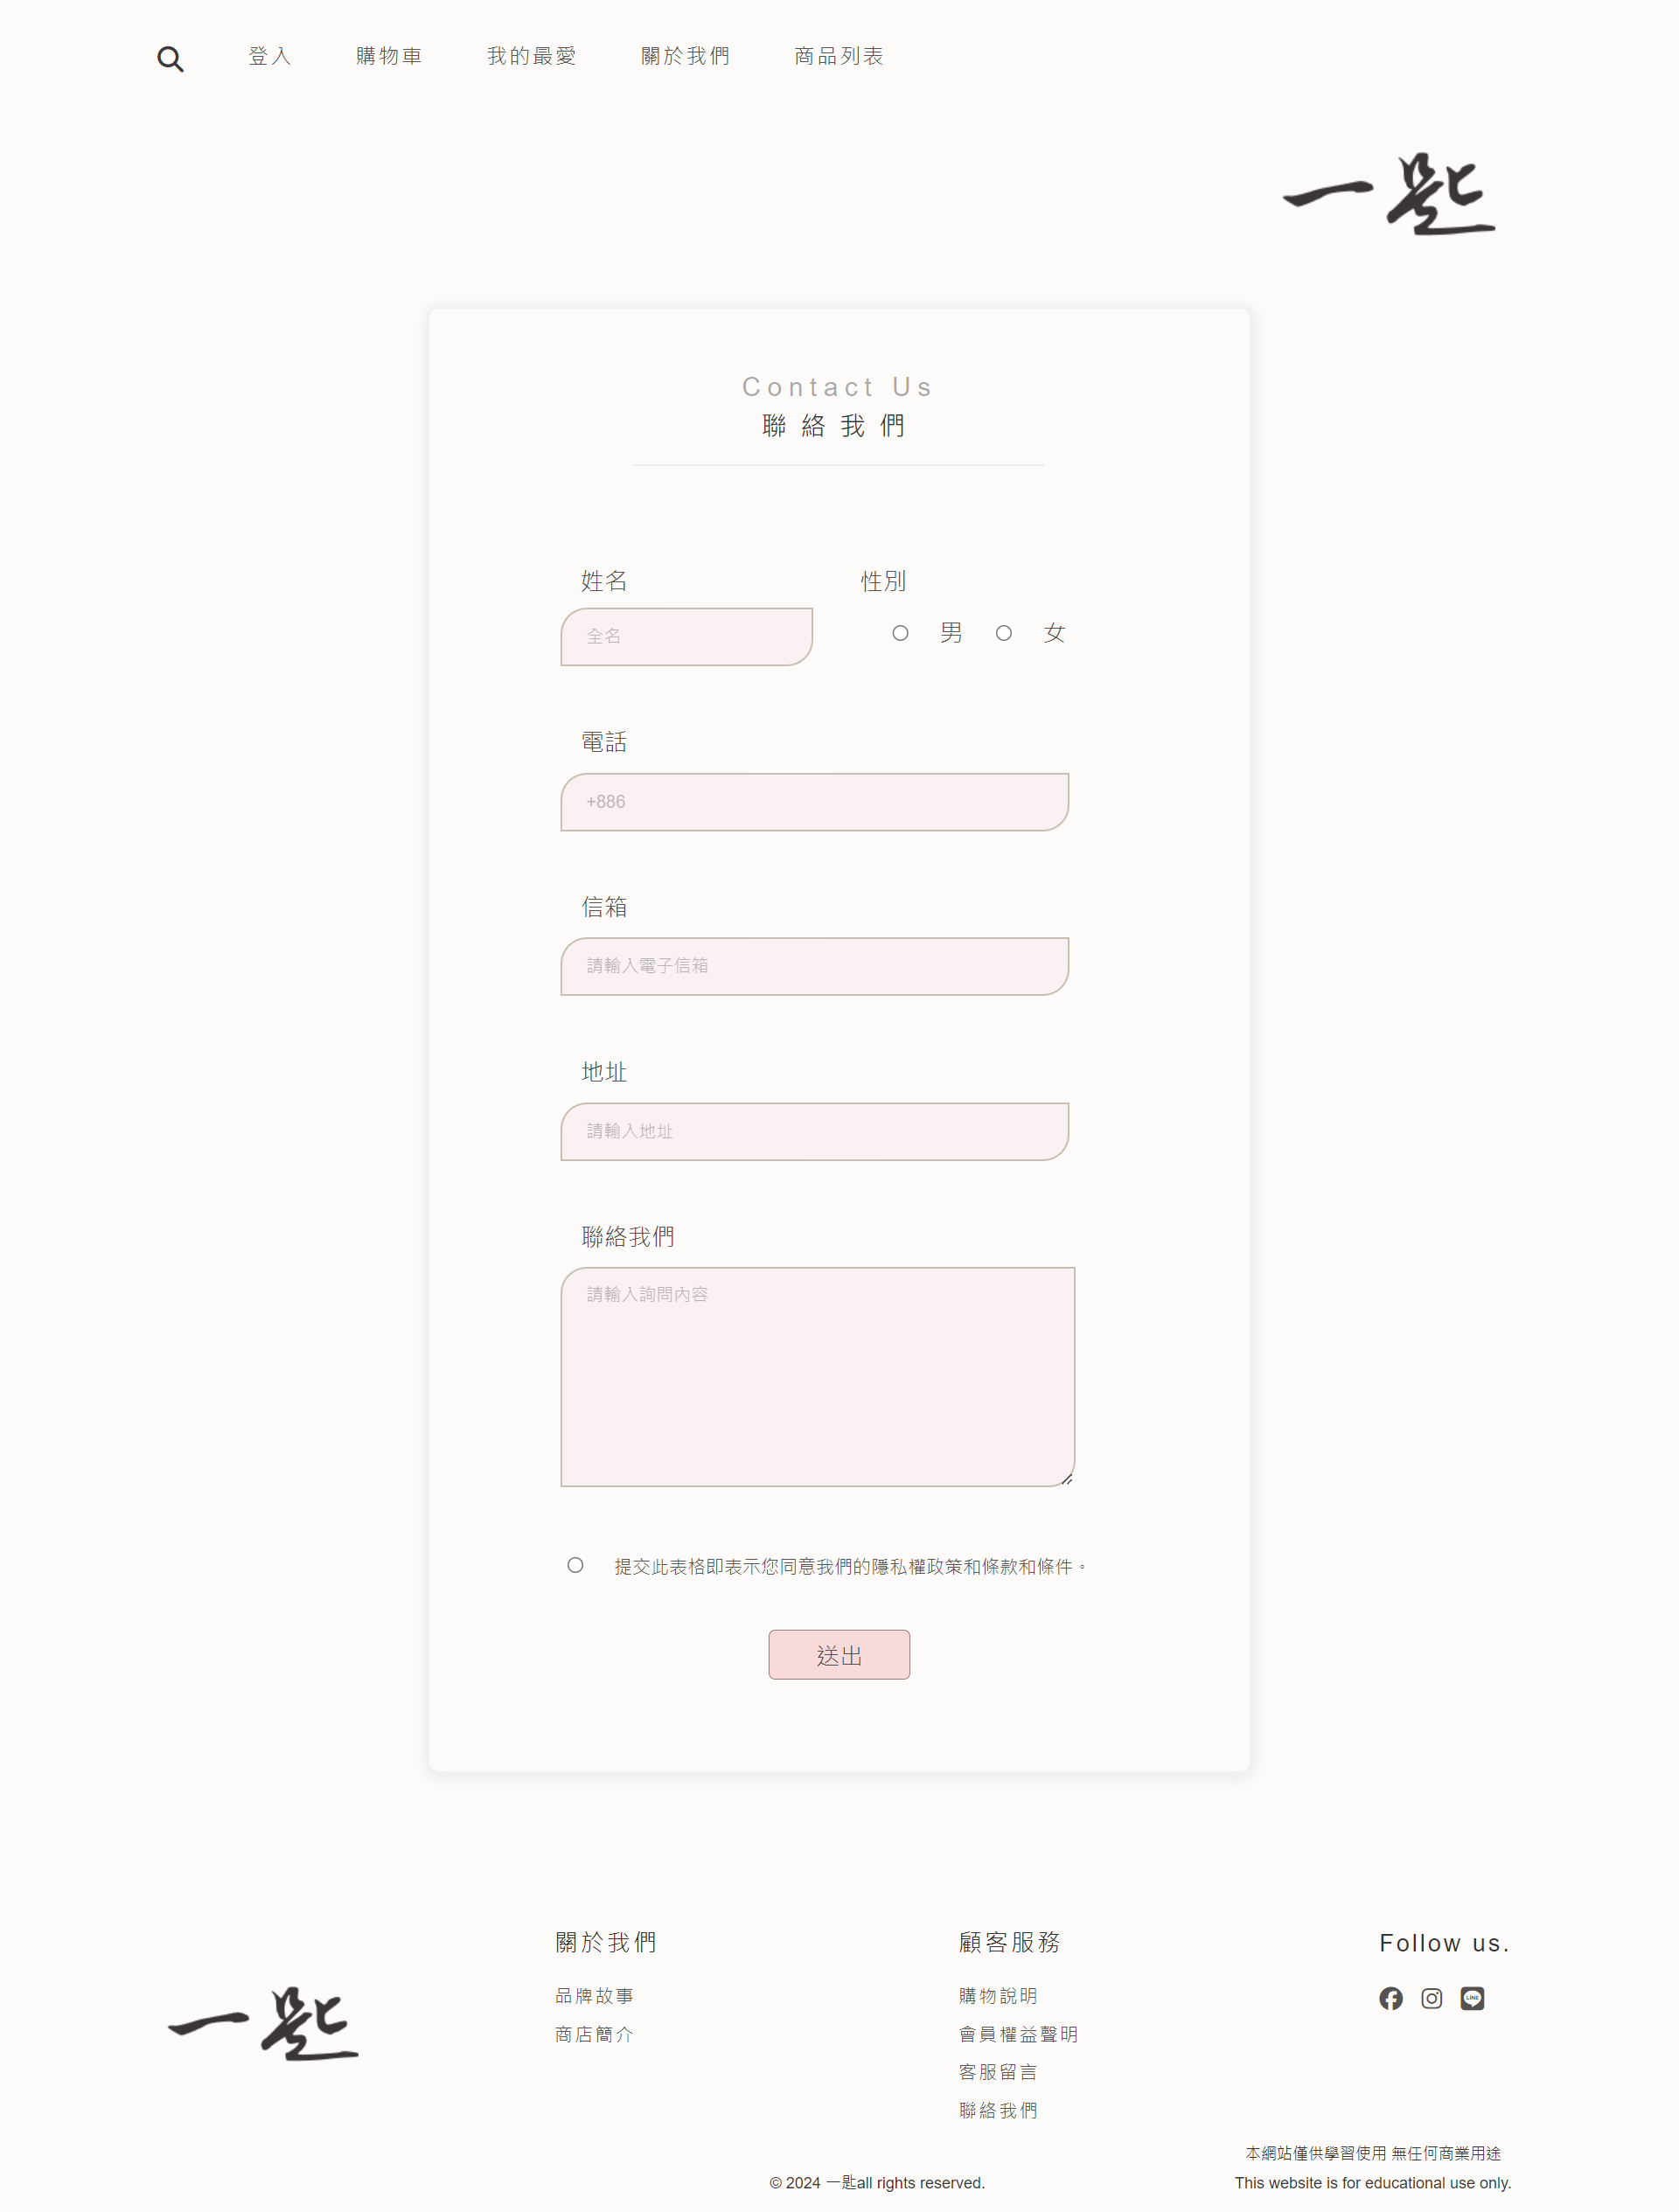 登入 購物車 我的最愛 關於我們 商品列表
一匙
Contact Us
聯絡我們
姓名 性別
全名 男 女
電話
+886
信箱
請輸入電子信箱
地址
請輸入地址
聯絡我們
請輸入詢問內容
提交此表格即表示您同意我們的隱私權政策和條款和條件。
送出
一匙
關於我們
品牌故事
商店簡介
顧客服務
購物說明
會員權益聲明
客服留言
聯絡我們
Follow us.
LINE
© 2024 一匙all rights reserved.
本網站僅供學習使用 無任何商業用途
This website is for educational use only.